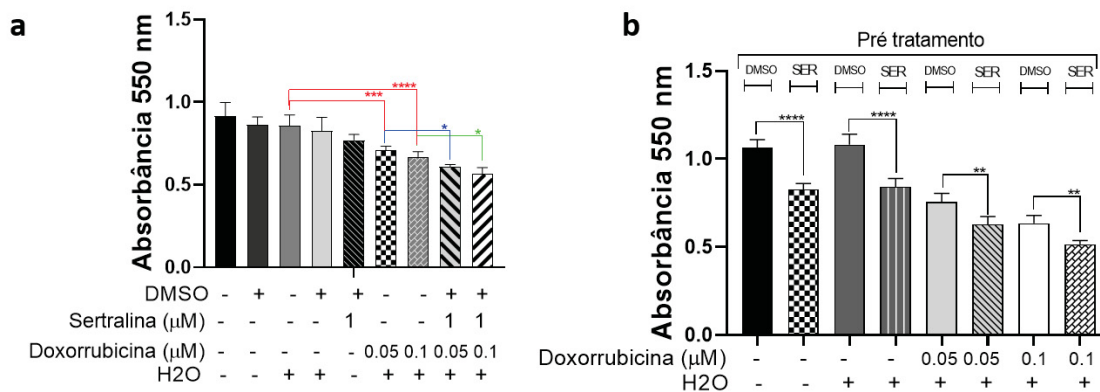 a
Absorbância 550 nm
1.5
1.0
0.5
0.0
****
***
*
*
DMSO - + - + + - - + +
Sertralina (µM) - - - - 1 - - 1 1
Doxorrubicina (µM) - - - - - 0.05 0.1 0.05 0.1
H2O - - + + - + + + +
b
Absorbância 550 nm
Pré tratamento
DMSO SER DMSO SER DMSO SER DMSO SER
1.5
1.0
0.5
0.0
****
****
**
**
Doxorrubicina (µM) - - - - 0.05 0.05 0.1 0.1
H2O - - + + + + + +